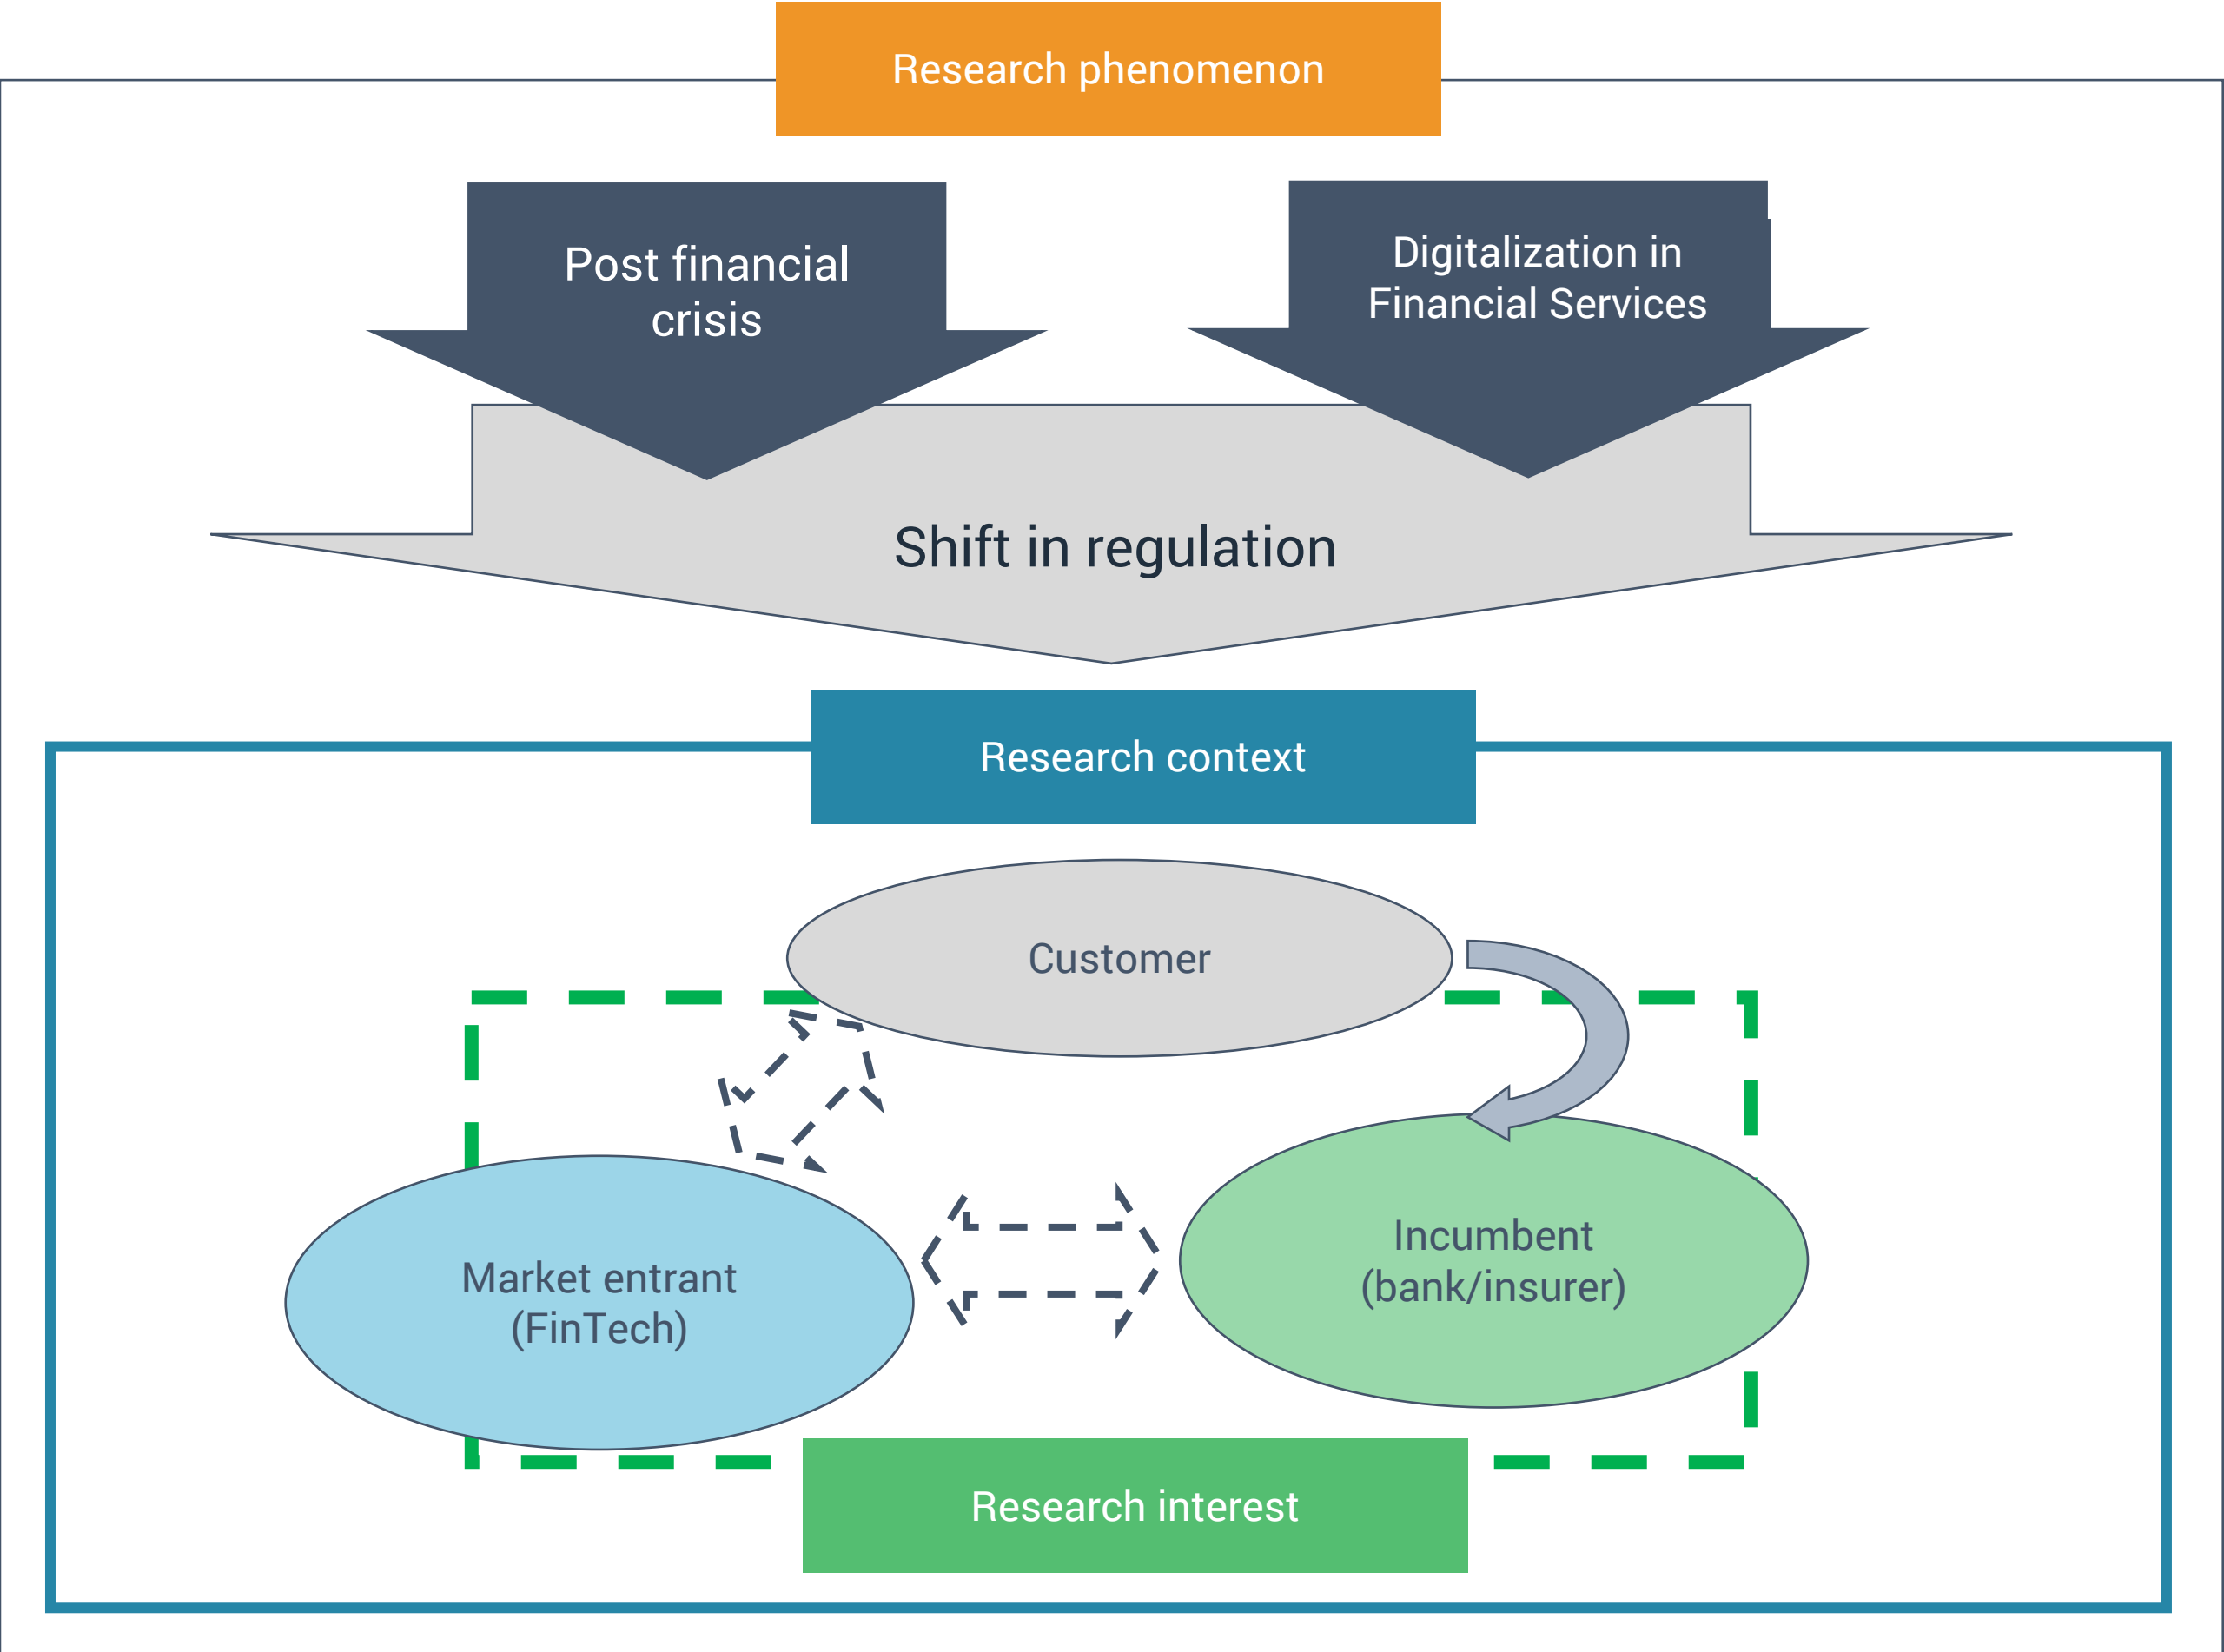 Research phenomenon
Post financial
crisis
Digitalization in
Financial Services
Shift in regulation
Research context
Customer
Market entrant
(FinTech)
Incumbent
(bank/insurer)
Research interest